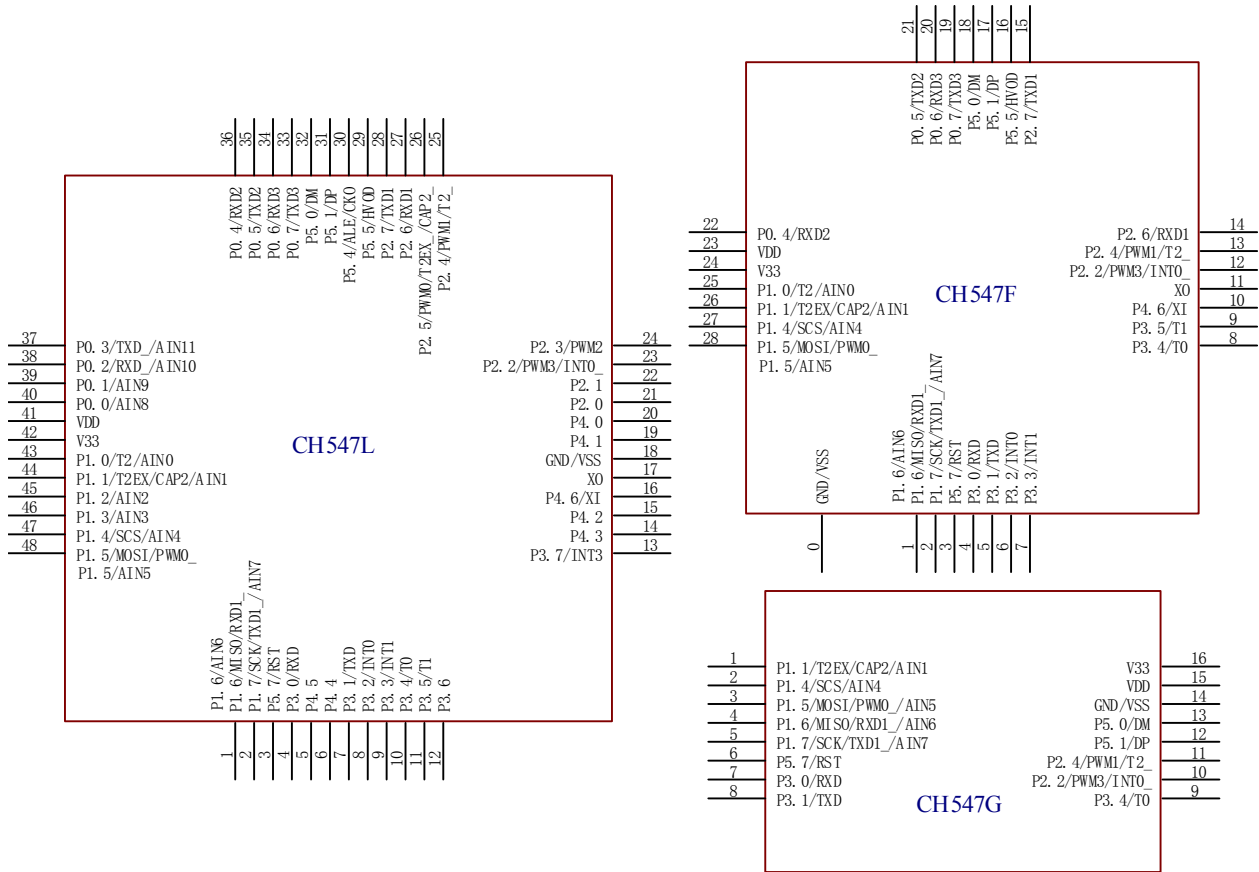 CH547L
36 P0.4/RXD2
35 P0.5/TXD2
34 P0.6/RXD3
33 P0.7/TXD3
32 P5.0/DM
31 P5.1/DP
30 P5.4/ALE/CKO
29 P5.5/HVOD
28 P2.7/TXD1
27 P2.6/RXD1
26 P2.5/PWM0/T2EX_/CAP2_
25 P2.4/PWM1/T2_
37 P0.3/TXD_/AIN11
38 P0.2/RXD_/AIN10
39 P0.1/AIN9
40 P0.0/AIN8
41 VDD
42 V33
43 P1.0/T2/AIN0
44 P1.1/T2EX/CAP2/AIN1
45 P1.2/AIN2
46 P1.3/AIN3
47 P1.4/SCS/AIN4
48 P1.5/MOSI/PWM0_
P1.5/AIN5
P2.3/PWM2 24
P2.2/PWM3/INT0_ 23
P2.1 22
P2.0 21
P4.0 20
P4.1 19
GND/VSS 18
XO 17
P4.6/XI 16
P4.2 15
P4.3 14
P3.7/INT3 13
P1.6/AIN6
1 P1.6/MISO/RXD1_
2 P1.7/SCK/TXD1_/AIN7
3 P5.7/RST
4 P3.0/RXD
5 P4.5
6 P4.4
7 P3.1/TXD
8 P3.2/INT0
9 P3.3/INT1
10 P3.4/T0
11 P3.5/T1
12 P3.6
CH547F
21 P0.5/TXD2
20 P0.6/RXD3
19 P0.7/TXD3
18 P5.0/DM
17 P5.1/DP
16 P5.5/HVOD
15 P2.7/TXD1
22 P0.4/RXD2
23 VDD
24 V33
25 P1.0/T2/AIN0
26 P1.1/T2EX/CAP2/AIN1
27 P1.4/SCS/AIN4
28 P1.5/MOSI/PWM0_
P1.5/AIN5
P2.6/RXD1 14
P2.4/PWM1/T2_ 13
P2.2/PWM3/INT0_ 12
XO 11
P4.6/XI 10
P3.5/T1 9
P3.4/T0 8
0 GND/VSS
P1.6/AIN6
1 P1.6/MISO/RXD1_
2 P1.7/SCK/TXD1_/AIN7
3 P5.7/RST
4 P3.0/RXD
5 P3.1/TXD
6 P3.2/INT0
7 P3.3/INT1
CH547G
1 P1.1/T2EX/CAP2/AIN1
2 P1.4/SCS/AIN4
3 P1.5/MOSI/PWM0_/AIN5
4 P1.6/MISO/RXD1_/AIN6
5 P1.7/SCK/TXD1_/AIN7
6 P5.7/RST
7 P3.0/RXD
8 P3.1/TXD
V33 16
VDD 15
GND/VSS 14
P5.0/DM 13
P5.1/DP 12
P2.4/PWM1/T2_ 11
P2.2/PWM3/INT0_ 10
P3.4/T0 9